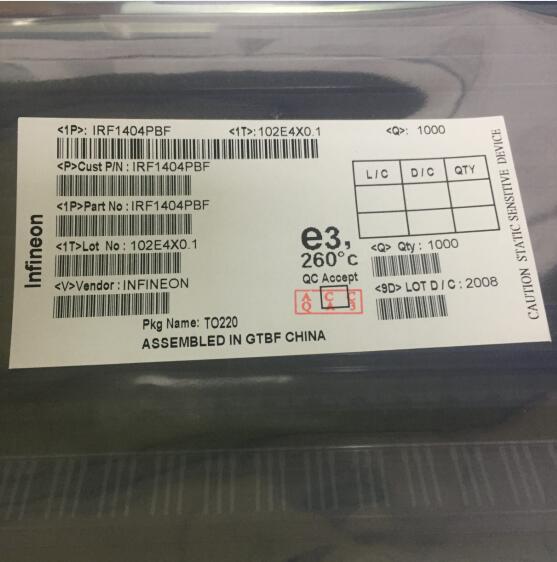 <1P>: IRF1404PBF <1T>:102E4X0.1 <Q>: 1000
<P>Cust P/N : IRF1404PBF
<1P>Part No : IRF1404PBF
<1T>Lot No : 102E4X0.1
<V>Vendor : INFINEON
Pkg Name: TO220
ASSEMBLED IN GTBF CHINA
Infineon
e3,
260°c
QC Accept
A C C
Q A 3
L/C D/C QTY
<Q> Qty : 1000
<9D> LOT D/C : 2008
CAUTION STATIC SENSITIVE DEVICE